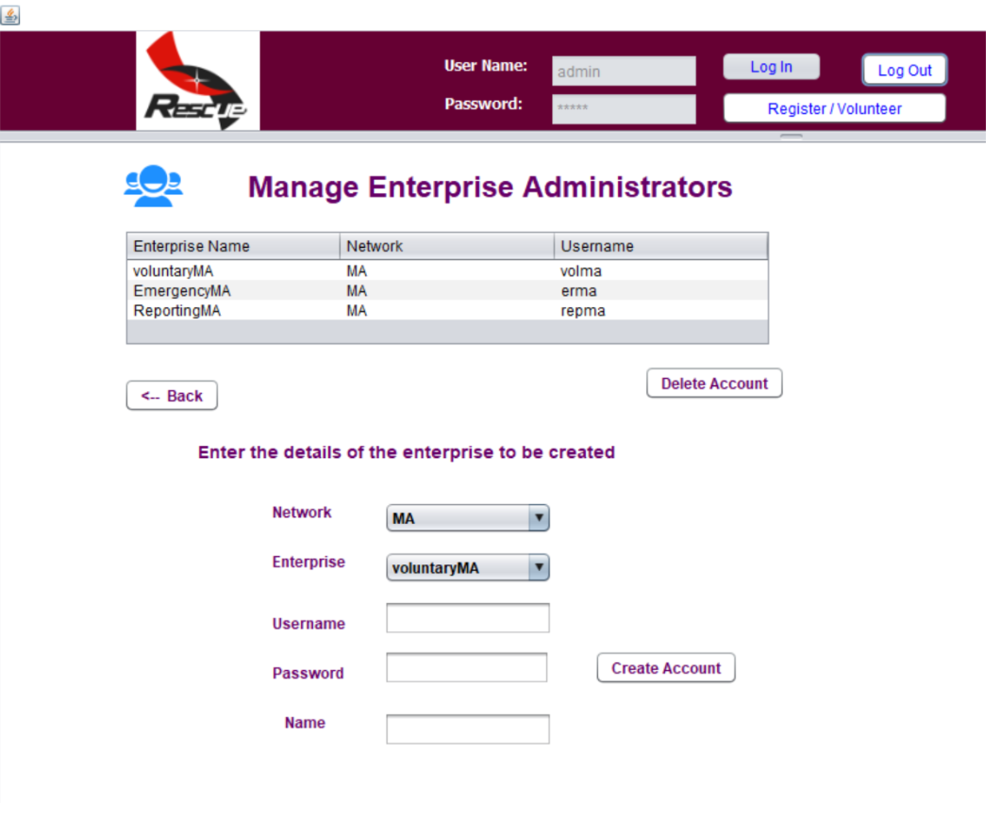 User Name: admin Log In Log Out
Rescue
Password: ***** Register / Volunteer
Manage Enterprise Administrators
Enterprise Name Network Username
voluntaryMA MA volma
EmergencyMA MA erma
ReportingMA MA repma
<-- Back Delete Account
Enter the details of the enterprise to be created
Network MA
Enterprise voluntaryMA
Username
Password Create Account
Name